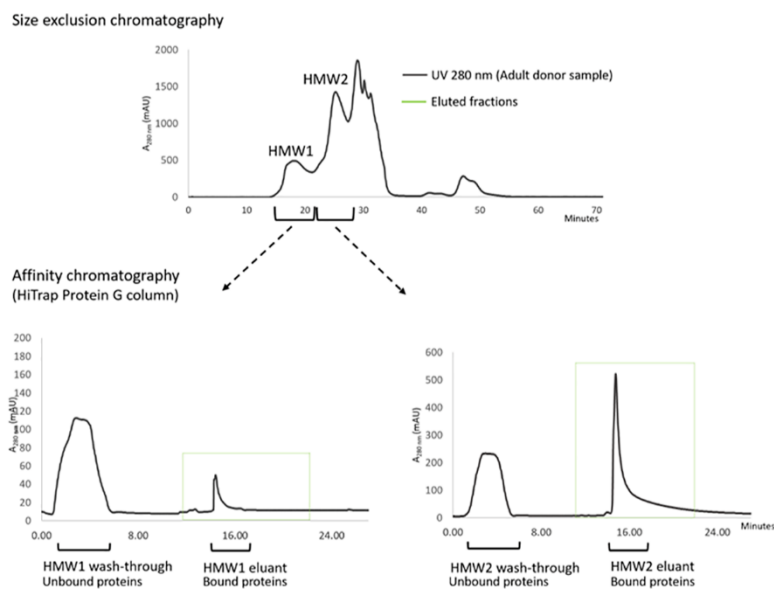 Size exclusion chromatography
2000
1500
1000
500
0
A280 nm (mAU)
HMW1
HMW2
UV 280 nm (Adult donor sample)
Eluted fractions
0 10 20 30 40 50 60 70
Minutes
Affinity chromatography
(HiTrap Protein G column)
200
180
160
140
120
100
80
60
40
20
0
A280 nm (mAU)
0.00 8.00 16.00 24.00
HMW1 wash-through
Unbound proteins
HMW1 eluant
Bound proteins
600
500
400
300
200
100
0
A280 nm (mAU)
0.00 8.00 16.00 24.00
Minutes
HMW2 wash-through
Unbound proteins
HMW2 eluant
Bound proteins